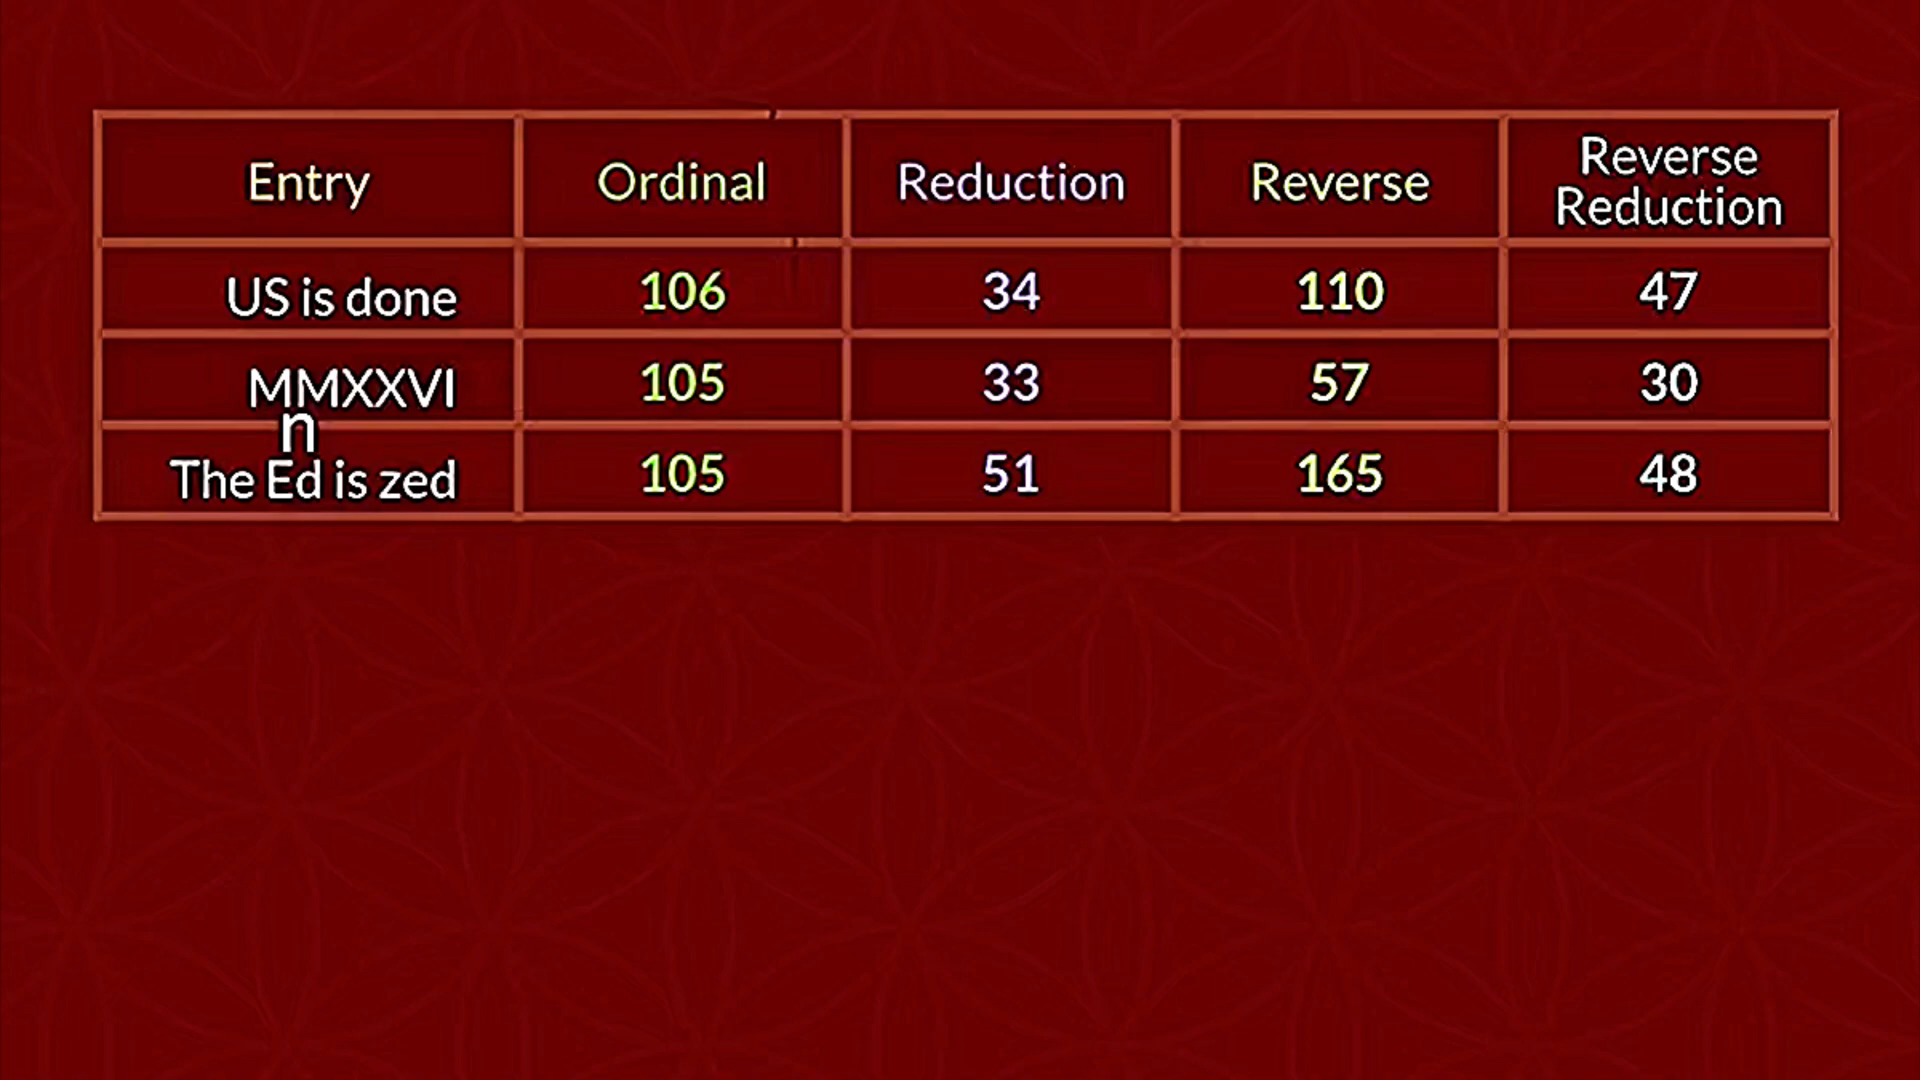 Entry Ordinal Reduction Reverse Reverse Reduction
US is done 106 34 110 47
MMXXVI 105 33 57 30
n
The Ed is zed 105 51 165 48